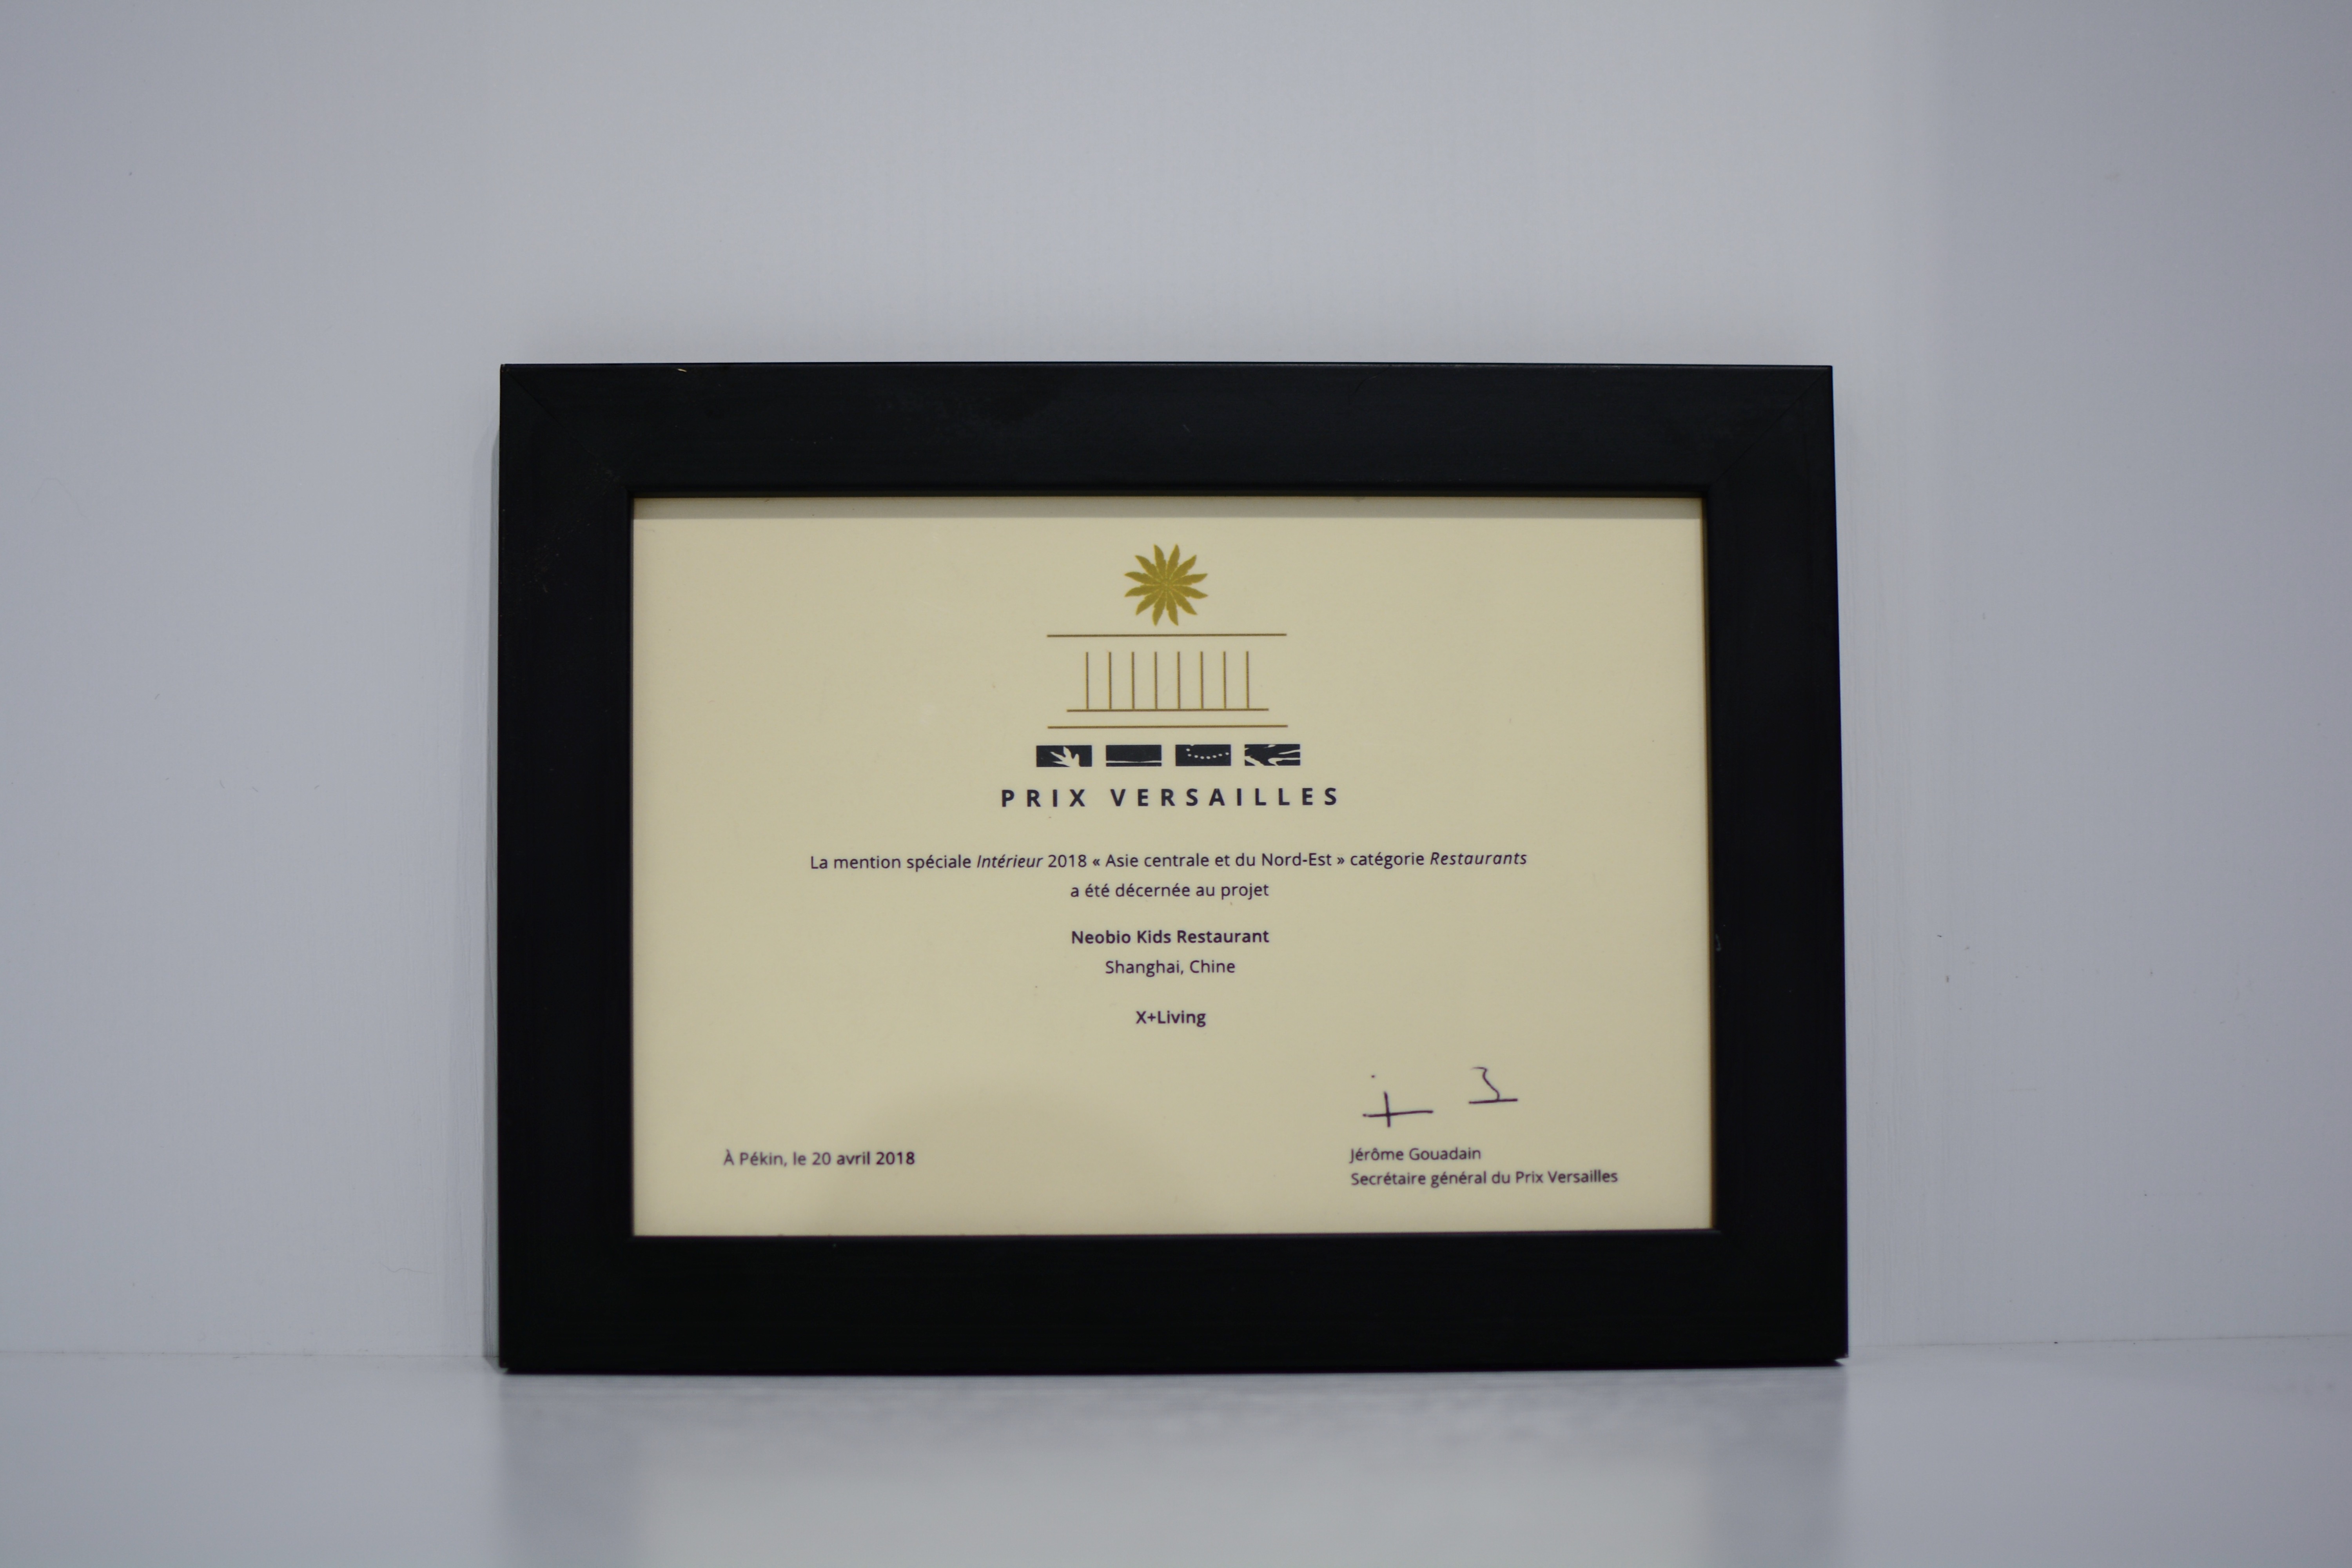 PRIX VERSAILLES
La mention spéciale Intérieur 2018 « Asie centrale et du Nord-Est » catégorie Restaurants
a été décernée au projet
Neobio Kids Restaurant
Shanghai, Chine
X+Living
À Pékin, le 20 avril 2018
Jérôme Gouadain
Secrétaire général du Prix Versailles